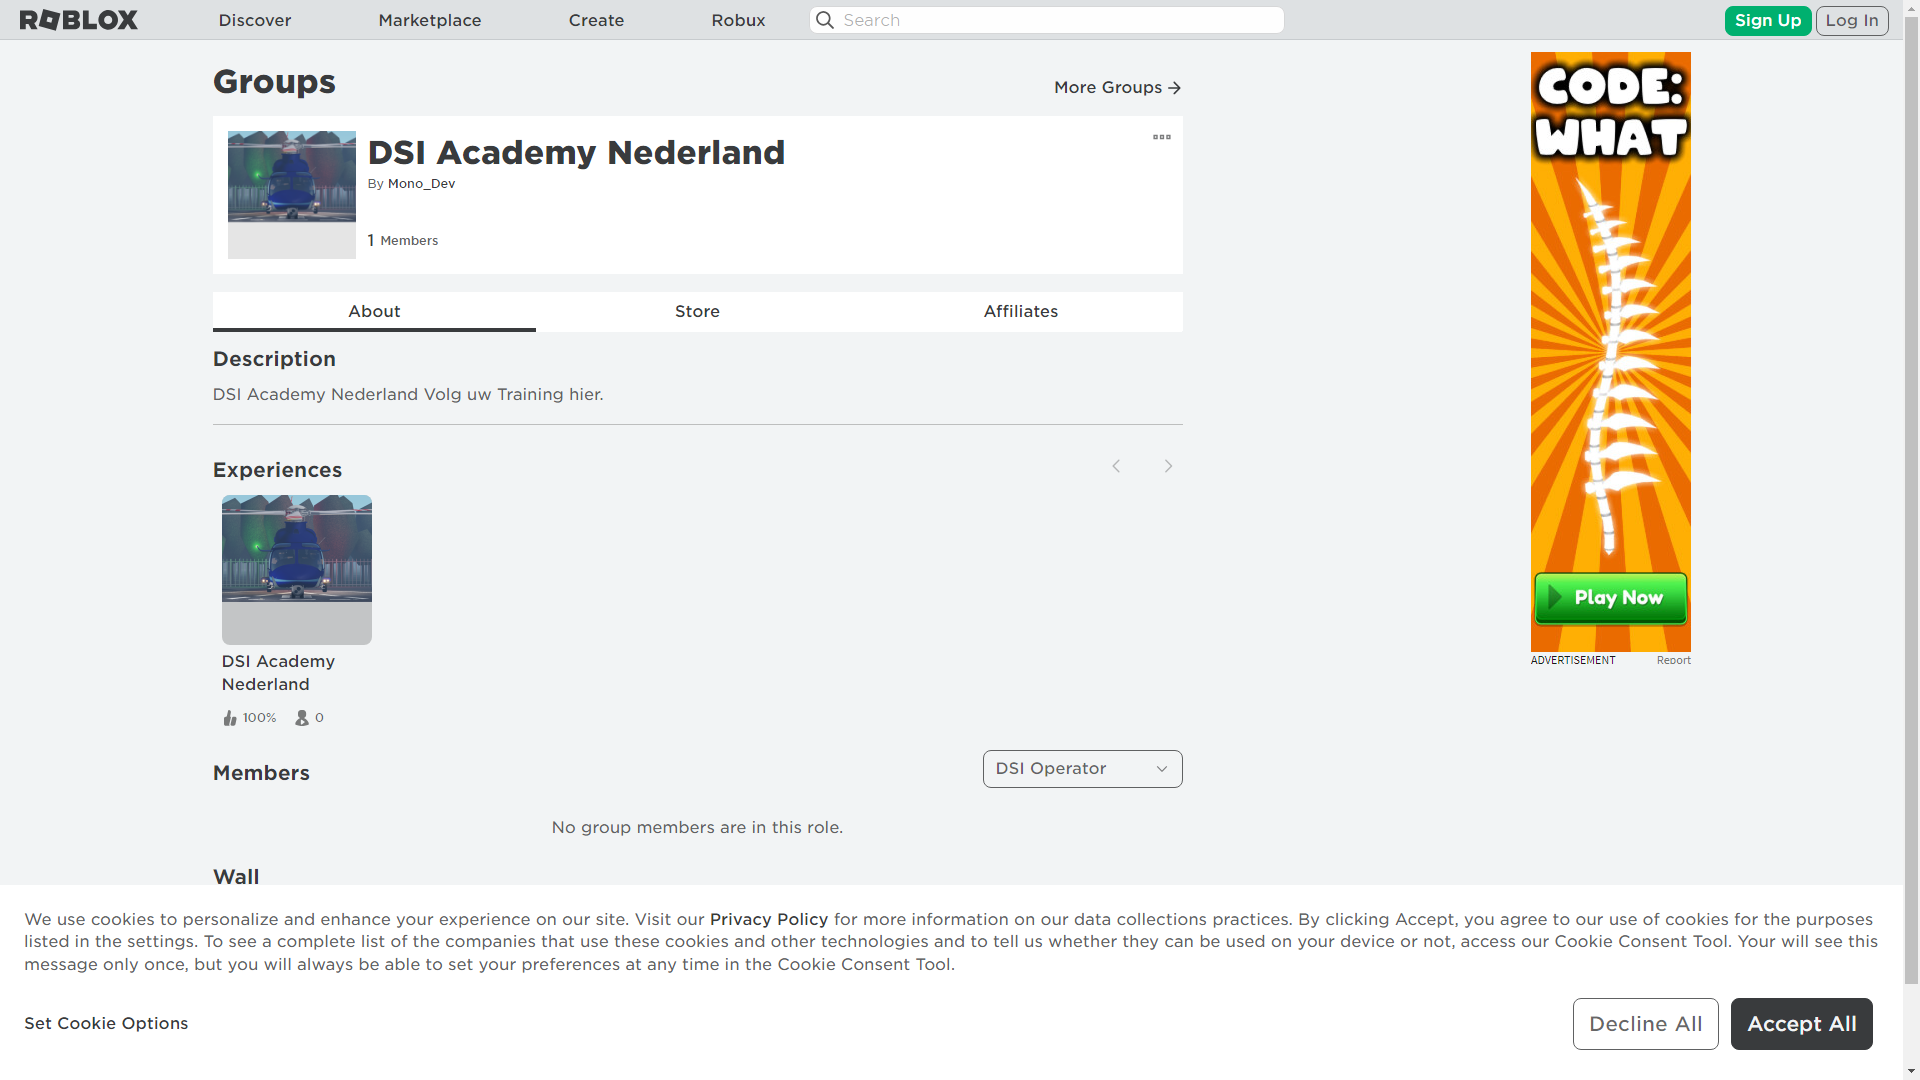 ROBLOX
Discover
Marketplace
Create
Robux
Search
Sign Up
Log In
Groups
More Groups
DSI Academy Nederland
By Mono_Dev
1 Members
About
Store
Affiliates
Description
DSI Academy Nederland Volg uw Training hier.
Experiences
DSI Academy
Nederland
100%
0
Members
DSI Operator
No group members are in this role.
Wall
CODE:
WHAT
Play Now
ADVERTISEMENT
Report
We use cookies to personalize and enhance your experience on our site. Visit our Privacy Policy for more information on our data collections practices. By clicking Accept, you agree to our use of cookies for the purposes
listed in the settings. To see a complete list of the companies that use these cookies and other technologies and to tell us whether they can be used on your device or not, access our Cookie Consent Tool. Your will see this
message only once, but you will always be able to set your preferences at any time in the Cookie Consent Tool.
Set Cookie Options
Decline All
Accept All